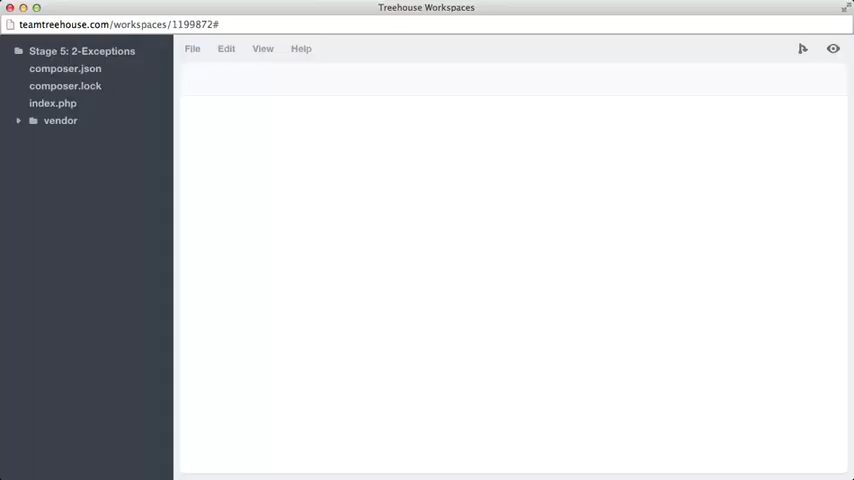 Treehouse Workspaces
teamtreehouse.com/workspaces/1199872#
Stage 5: 2-Exceptions
File Edit View Help
composer.json
composer.lock
index.php
vendor